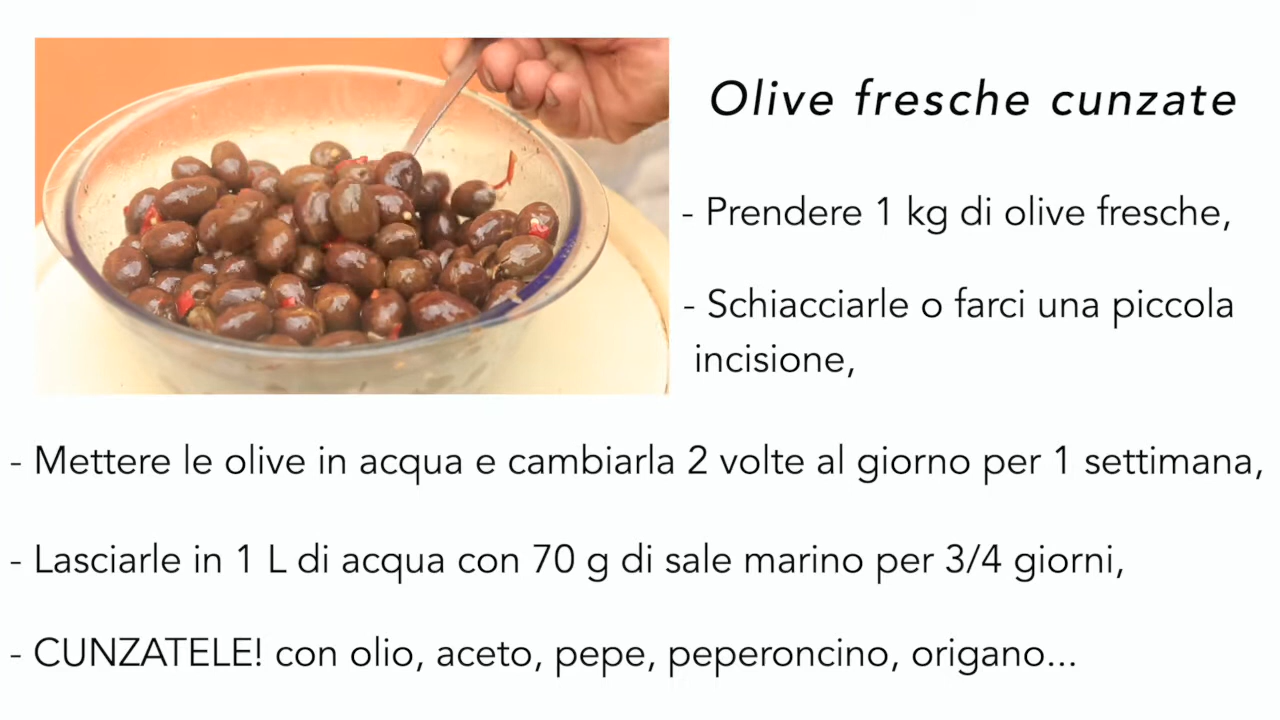 Olive fresche cunzate
- Prendere 1 kg di olive fresche,
- Schiacciarle o farci una piccola
incisione,
- Mettere le olive in acqua e cambiarla 2 volte al giorno per 1 settimana,
- Lasciarle in 1 L di acqua con 70 g di sale marino per 3/4 giorni,
- CUNZATELE! con olio, aceto, pepe, peperoncino, origano...